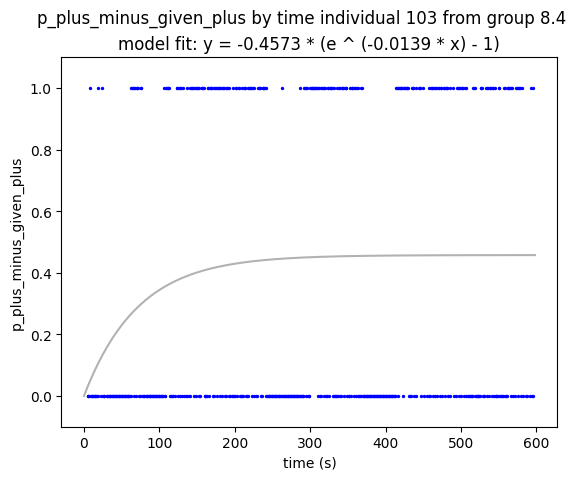 p_plus_minus_given_plus by time individual 103 from group 8.4
model fit: y = -0.4573 * (e ^ (-0.0139 * x) - 1)
p_plus_minus_given_plus
1.0
0.8
0.6
0.4
0.2
0.0
0 100 200 300 400 500 600
time (s)